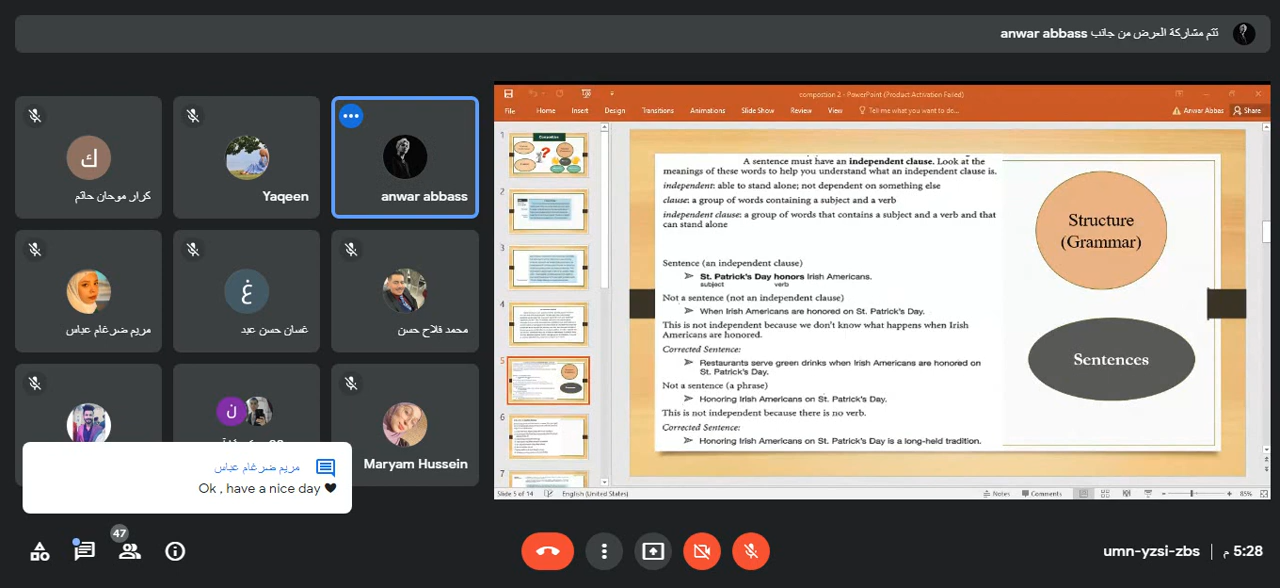 تتم مشاركة العرض من جانب anwar abbass
كرار موحان حاتم
Yaqeen
anwar abbass
مريم ضرغام عباس
غسان حسن عبد
محمد فلاح حسن
Maryam Hussein
مريم ضرغام عباس
Ok , have a nice day ♥
47
umn-yzsi-zbs | 5:28 م
compostion 2 - PowerPoint (Product Activation Failed)
File Home Insert Design Transitions Animations Slide Show Review View Tell me what you want to do... Anwar Abbas Share
1
2
3
4
5
6
7
A sentence must have an independent clause. Look at the
meanings of these words to help you understand what an independent clause is.
independent: able to stand alone; not dependent on something else
clause: a group of words containing a subject and a verb
independent clause: a group of words that contains a subject and a verb and that
can stand alone
Sentence (an independent clause)
➢ St. Patrick's Day honors Irish Americans.
subject verb
Not a sentence (not an independent clause)
➢ When Irish Americans are honored on St. Patrick's Day.
This is not independent because we don't know what happens when Irish
Americans are honored.
Corrected Sentence:
➢ Restaurants serve green drinks when Irish Americans are honored on
St. Patrick's Day.
Not a sentence (a phrase)
➢ Honoring Irish Americans on St. Patrick's Day.
This is not independent because there is no verb.
Corrected Sentence:
➢ Honoring Irish Americans on St. Patrick's Day is a long-held tradition.
Structure
(Grammar)
Sentences
Slide 5 of 14 English (United States) Notes Comments 85%